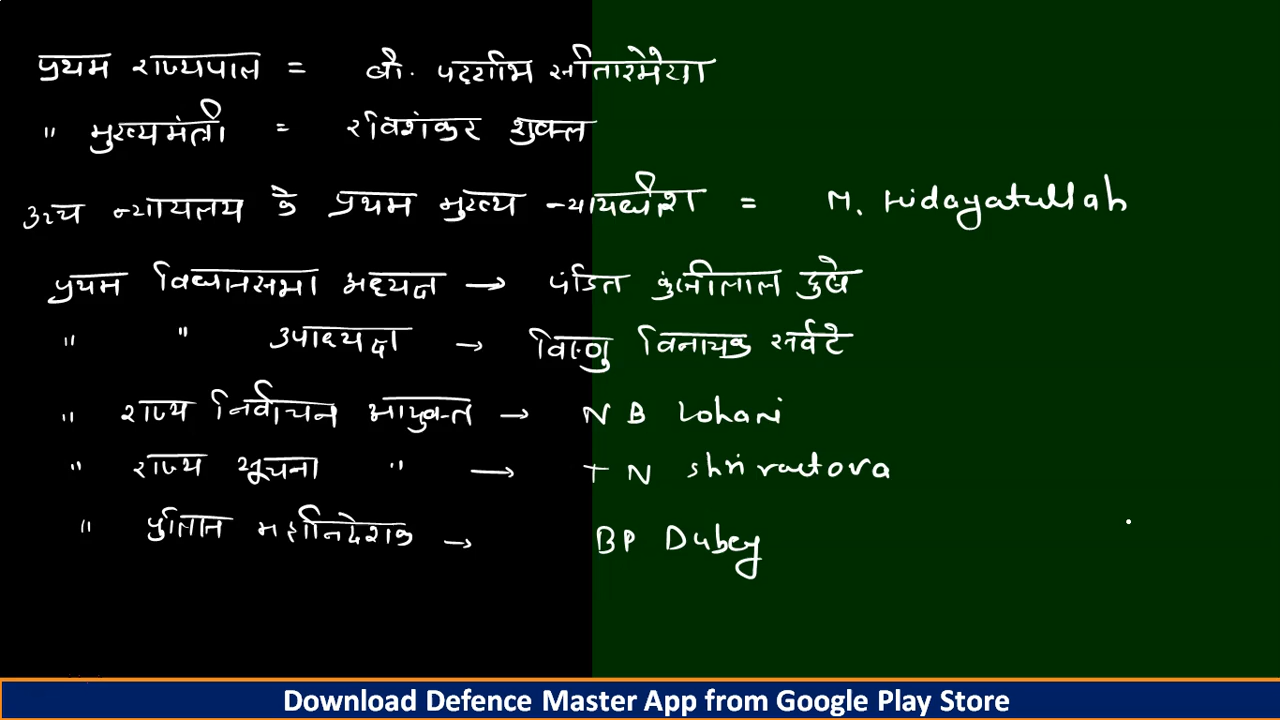 प्रथम राज्यपाल = बी. पट्टाभि सीतारमैया
" मुख्यमंत्री = रविशंकर शुक्ल
उच्च न्यायालय के प्रथम मुख्य न्यायधीश = M. Hidayatullah
प्रथम विधानसभा अध्यक्ष → पंडित कुंजीलाल दुबे
" " उपाध्यक्ष → विष्णु विनायक सर्वटे
" राज्य निर्वाचन आयुक्त → N B Lohani
" राज्य सूचना " → T N Shrivastava
" पुलिस महानिदेशक → BP Dubey
Download Defence Master App from Google Play Store